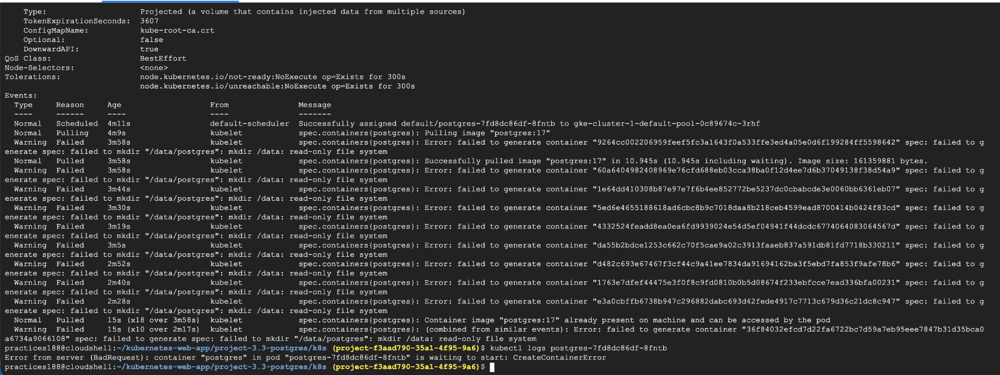 Type:                    Projected (a volume that contains injected data from multiple sources)
    TokenExpirationSeconds:  3607
    ConfigMapName:           kube-root-ca.crt
    Optional:                false
    DownwardAPI:             true
QoS Class:                   BestEffort
Node-Selectors:              <none>
Tolerations:                 node.kubernetes.io/not-ready:NoExecute op=Exists for 300s
                             node.kubernetes.io/unreachable:NoExecute op=Exists for 300s
Events:
  Type     Reason     Age                   From               Message
  ----     ------     ----                  ----               -------
  Normal   Scheduled  4m11s                 default-scheduler  Successfully assigned default/postgres-7fd8dc86df-8fntb to gke-cluster-1-default-pool-0c89674c-3rhf
  Normal   Pulling    4m9s                  kubelet            spec.containers{postgres}: Pulling image "postgres:17"
  Warning  Failed     3m58s                 kubelet            spec.containers{postgres}: Error: failed to generate container "9264cc002206959feef5fc3a1643f0a533ffe3ed4a05e0d6f199284ff5598642" spec: failed to g
enerate spec: failed to mkdir "/data/postgres": mkdir /data: read-only file system
  Normal   Pulled     3m58s                 kubelet            spec.containers{postgres}: Successfully pulled image "postgres:17" in 10.945s (10.945s including waiting). Image size: 161359881 bytes.
  Warning  Failed     3m58s                 kubelet            spec.containers{postgres}: Error: failed to generate container "60a6404982408969e76cfd688eb03cca38ba0f12d4ee7d6b37049138f38d54a9" spec: failed to g
enerate spec: failed to mkdir "/data/postgres": mkdir /data: read-only file system
  Warning  Failed     3m44s                 kubelet            spec.containers{postgres}: Error: failed to generate container "1e64dd410308b87e97e7f6b4ee852772be5237dc0cbabcde3e0060bb6361eb07" spec: failed to g
enerate spec: failed to mkdir "/data/postgres": mkdir /data: read-only file system
  Warning  Failed     3m30s                 kubelet            spec.containers{postgres}: Error: failed to generate container "5ed6e4655188618ad6cbc8b9c7018daa8b218ceb4599ead8700414b0424f83cd" spec: failed to g
enerate spec: failed to mkdir "/data/postgres": mkdir /data: read-only file system
  Warning  Failed     3m19s                 kubelet            spec.containers{postgres}: Error: failed to generate container "4332524feadd8ea0ea6fd9939024e54d5ef04941f44dcdc6774064083064567d" spec: failed to g
enerate spec: failed to mkdir "/data/postgres": mkdir /data: read-only file system
  Warning  Failed     3m5s                  kubelet            spec.containers{postgres}: Error: failed to generate container "da55b2bdce1253c662c70f5cae9a02c3913faaeb837a591db81fd7718b330211" spec: failed to g
enerate spec: failed to mkdir "/data/postgres": mkdir /data: read-only file system
  Warning  Failed     2m52s                 kubelet            spec.containers{postgres}: Error: failed to generate container "d482c693e67467f3cf44c9a41ee7834da91694162ba3f5ebd7fa853f9afe78b6" spec: failed to g
enerate spec: failed to mkdir "/data/postgres": mkdir /data: read-only file system
  Warning  Failed     2m40s                 kubelet            spec.containers{postgres}: Error: failed to generate container "1763e7dfef44475e3f0f8c9fd0810b0b5d08674f233ebfcce7ead336bfa00231" spec: failed to g
enerate spec: failed to mkdir "/data/postgres": mkdir /data: read-only file system
  Warning  Failed     2m28s                 kubelet            spec.containers{postgres}: Error: failed to generate container "e3a0cbffb6738b947c296882dabc693d42fede4917c7713c679d36c21dc8c947" spec: failed to g
enerate spec: failed to mkdir "/data/postgres": mkdir /data: read-only file system
  Normal   Pulled     15s (x18 over 3m58s)  kubelet            spec.containers{postgres}: Container image "postgres:17" already present on machine and can be accessed by the pod
  Warning  Failed     15s (x10 over 2m17s)  kubelet            spec.containers{postgres}: (combined from similar events): Error: failed to generate container "36f84032efcd7d22fa6722bc7d59a7eb95eee7847b31d35bca0
a6734a9066108" spec: failed to generate spec: failed to mkdir "/data/postgres": mkdir /data: read-only file system
practices188@cloudshell:~/kubernetes-web-app/project-3.3-postgres/k8s (project-f3aad790-35a1-4f95-9a6)$ kubectl logs postgres-7fd8dc86df-8fntb
Error from server (BadRequest): container "postgres" in pod "postgres-7fd8dc86df-8fntb" is waiting to start: CreateContainerError
practices188@cloudshell:~/kubernetes-web-app/project-3.3-postgres/k8s (project-f3aad790-35a1-4f95-9a6)$